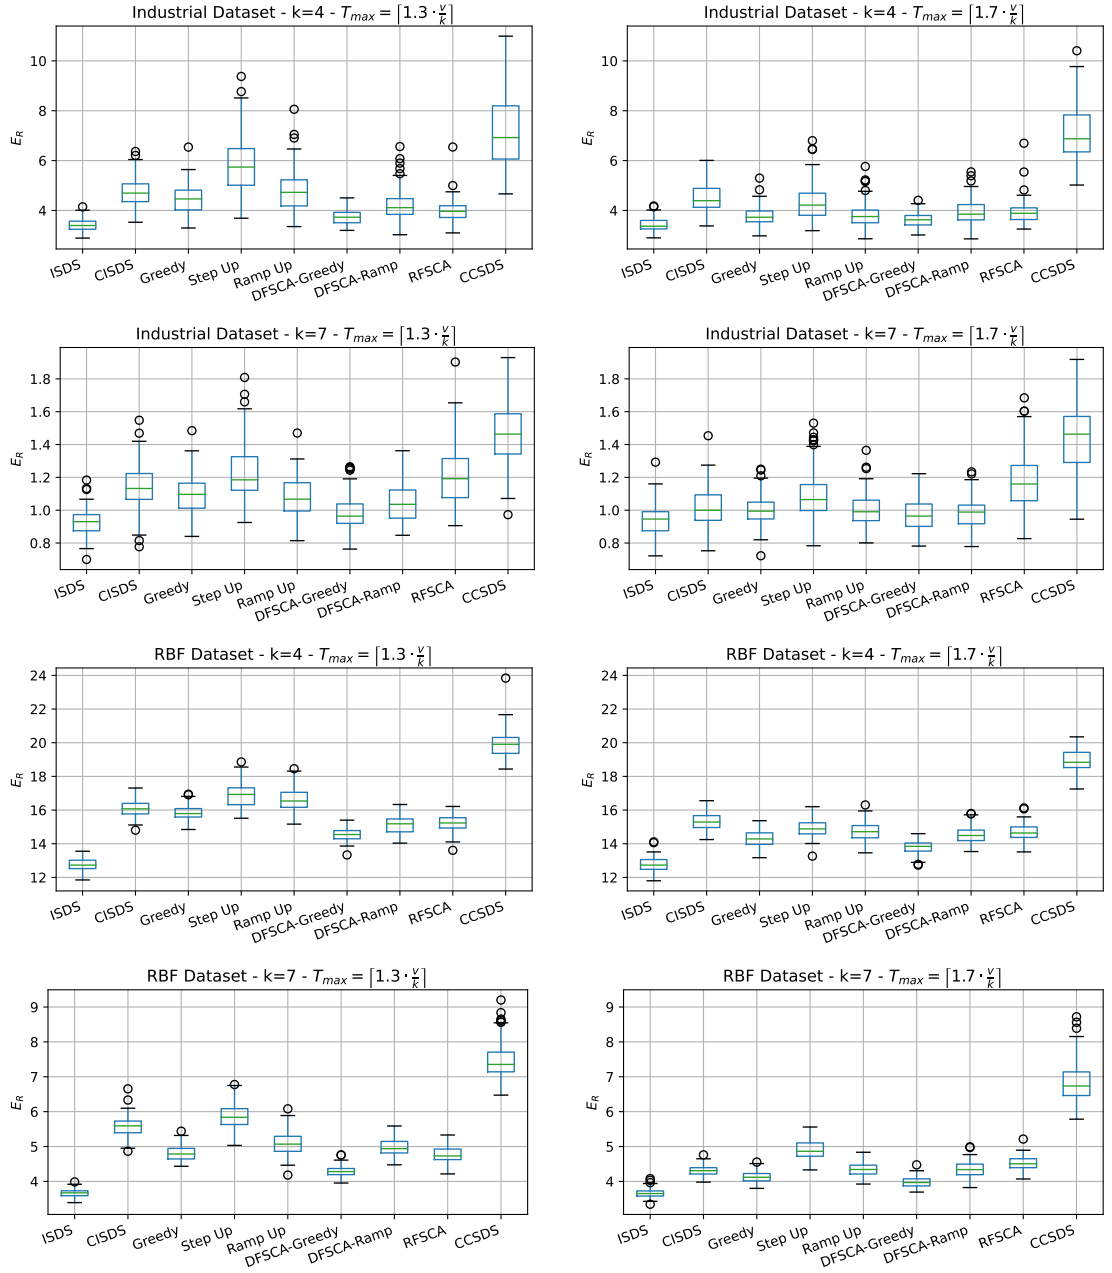 Industrial Dataset - k=4 - T_max = ⌈1.3 · v/k⌉
E_R
10
8
6
4
ISDS CISDS Greedy Step Up Ramp Up DFSCA-Greedy DFSCA-Ramp RFSCA CCSDS
Industrial Dataset - k=4 - T_max = ⌈1.7 · v/k⌉
E_R
10
8
6
4
ISDS CISDS Greedy Step Up Ramp Up DFSCA-Greedy DFSCA-Ramp RFSCA CCSDS
Industrial Dataset - k=7 - T_max = ⌈1.3 · v/k⌉
E_R
1.8
1.6
1.4
1.2
1.0
0.8
ISDS CISDS Greedy Step Up Ramp Up DFSCA-Greedy DFSCA-Ramp RFSCA CCSDS
Industrial Dataset - k=7 - T_max = ⌈1.7 · v/k⌉
E_R
1.8
1.6
1.4
1.2
1.0
0.8
ISDS CISDS Greedy Step Up Ramp Up DFSCA-Greedy DFSCA-Ramp RFSCA CCSDS
RBF Dataset - k=4 - T_max = ⌈1.3 · v/k⌉
E_R
24
22
20
18
16
14
12
ISDS CISDS Greedy Step Up Ramp Up DFSCA-Greedy DFSCA-Ramp RFSCA CCSDS
RBF Dataset - k=4 - T_max = ⌈1.7 · v/k⌉
E_R
24
22
20
18
16
14
12
ISDS CISDS Greedy Step Up Ramp Up DFSCA-Greedy DFSCA-Ramp RFSCA CCSDS
RBF Dataset - k=7 - T_max = ⌈1.3 · v/k⌉
E_R
9
8
7
6
5
4
ISDS CISDS Greedy Step Up Ramp Up DFSCA-Greedy DFSCA-Ramp RFSCA CCSDS
RBF Dataset - k=7 - T_max = ⌈1.7 · v/k⌉
E_R
9
8
7
6
5
4
ISDS CISDS Greedy Step Up Ramp Up DFSCA-Greedy DFSCA-Ramp RFSCA CCSDS